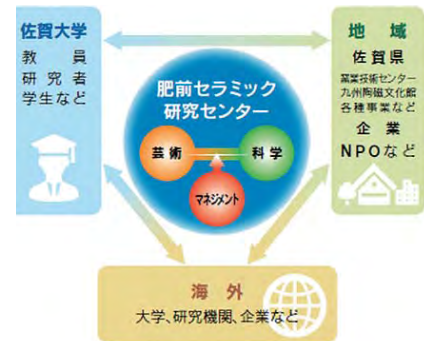 佐賀大学
教員
研究者
学生など
肥前セラミック
研究センター
芸術
科学
マネジメント
地域
佐賀県
窯業技術センター
九州陶磁文化館
各種事業など
企業
NPOなど
海外
大学、研究機関、企業など